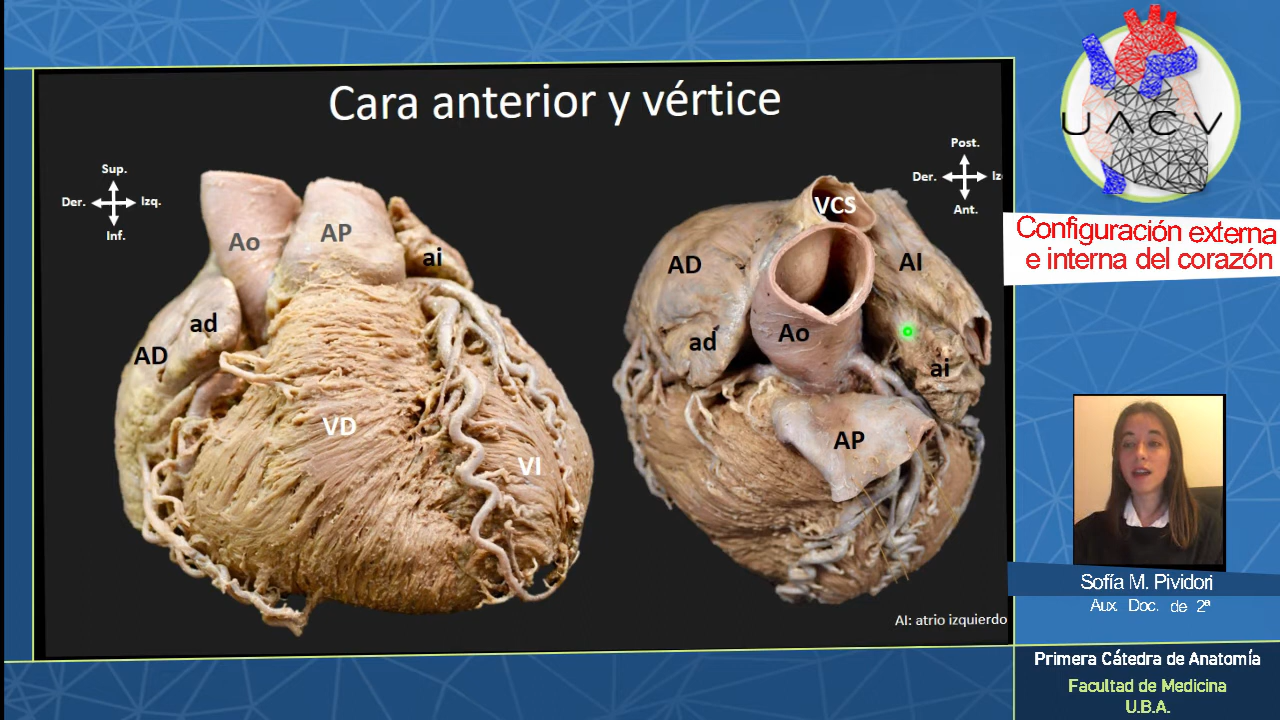 Cara anterior y vértice
Sup.
Der.
Izq.
Inf.
Ao
AP
ai
ad
AD
VD
VI
Post.
Der.
Iz
Ant.
VCS
AD
AI
ad
Ao
ai
AP
AI: atrio izquierdo
UACV
Configuración externa
e interna del corazón
Sofía M. Pividori
Aux. Doc. de 2ª
Primera Cátedra de Anatomía
Facultad de Medicina
U.B.A.